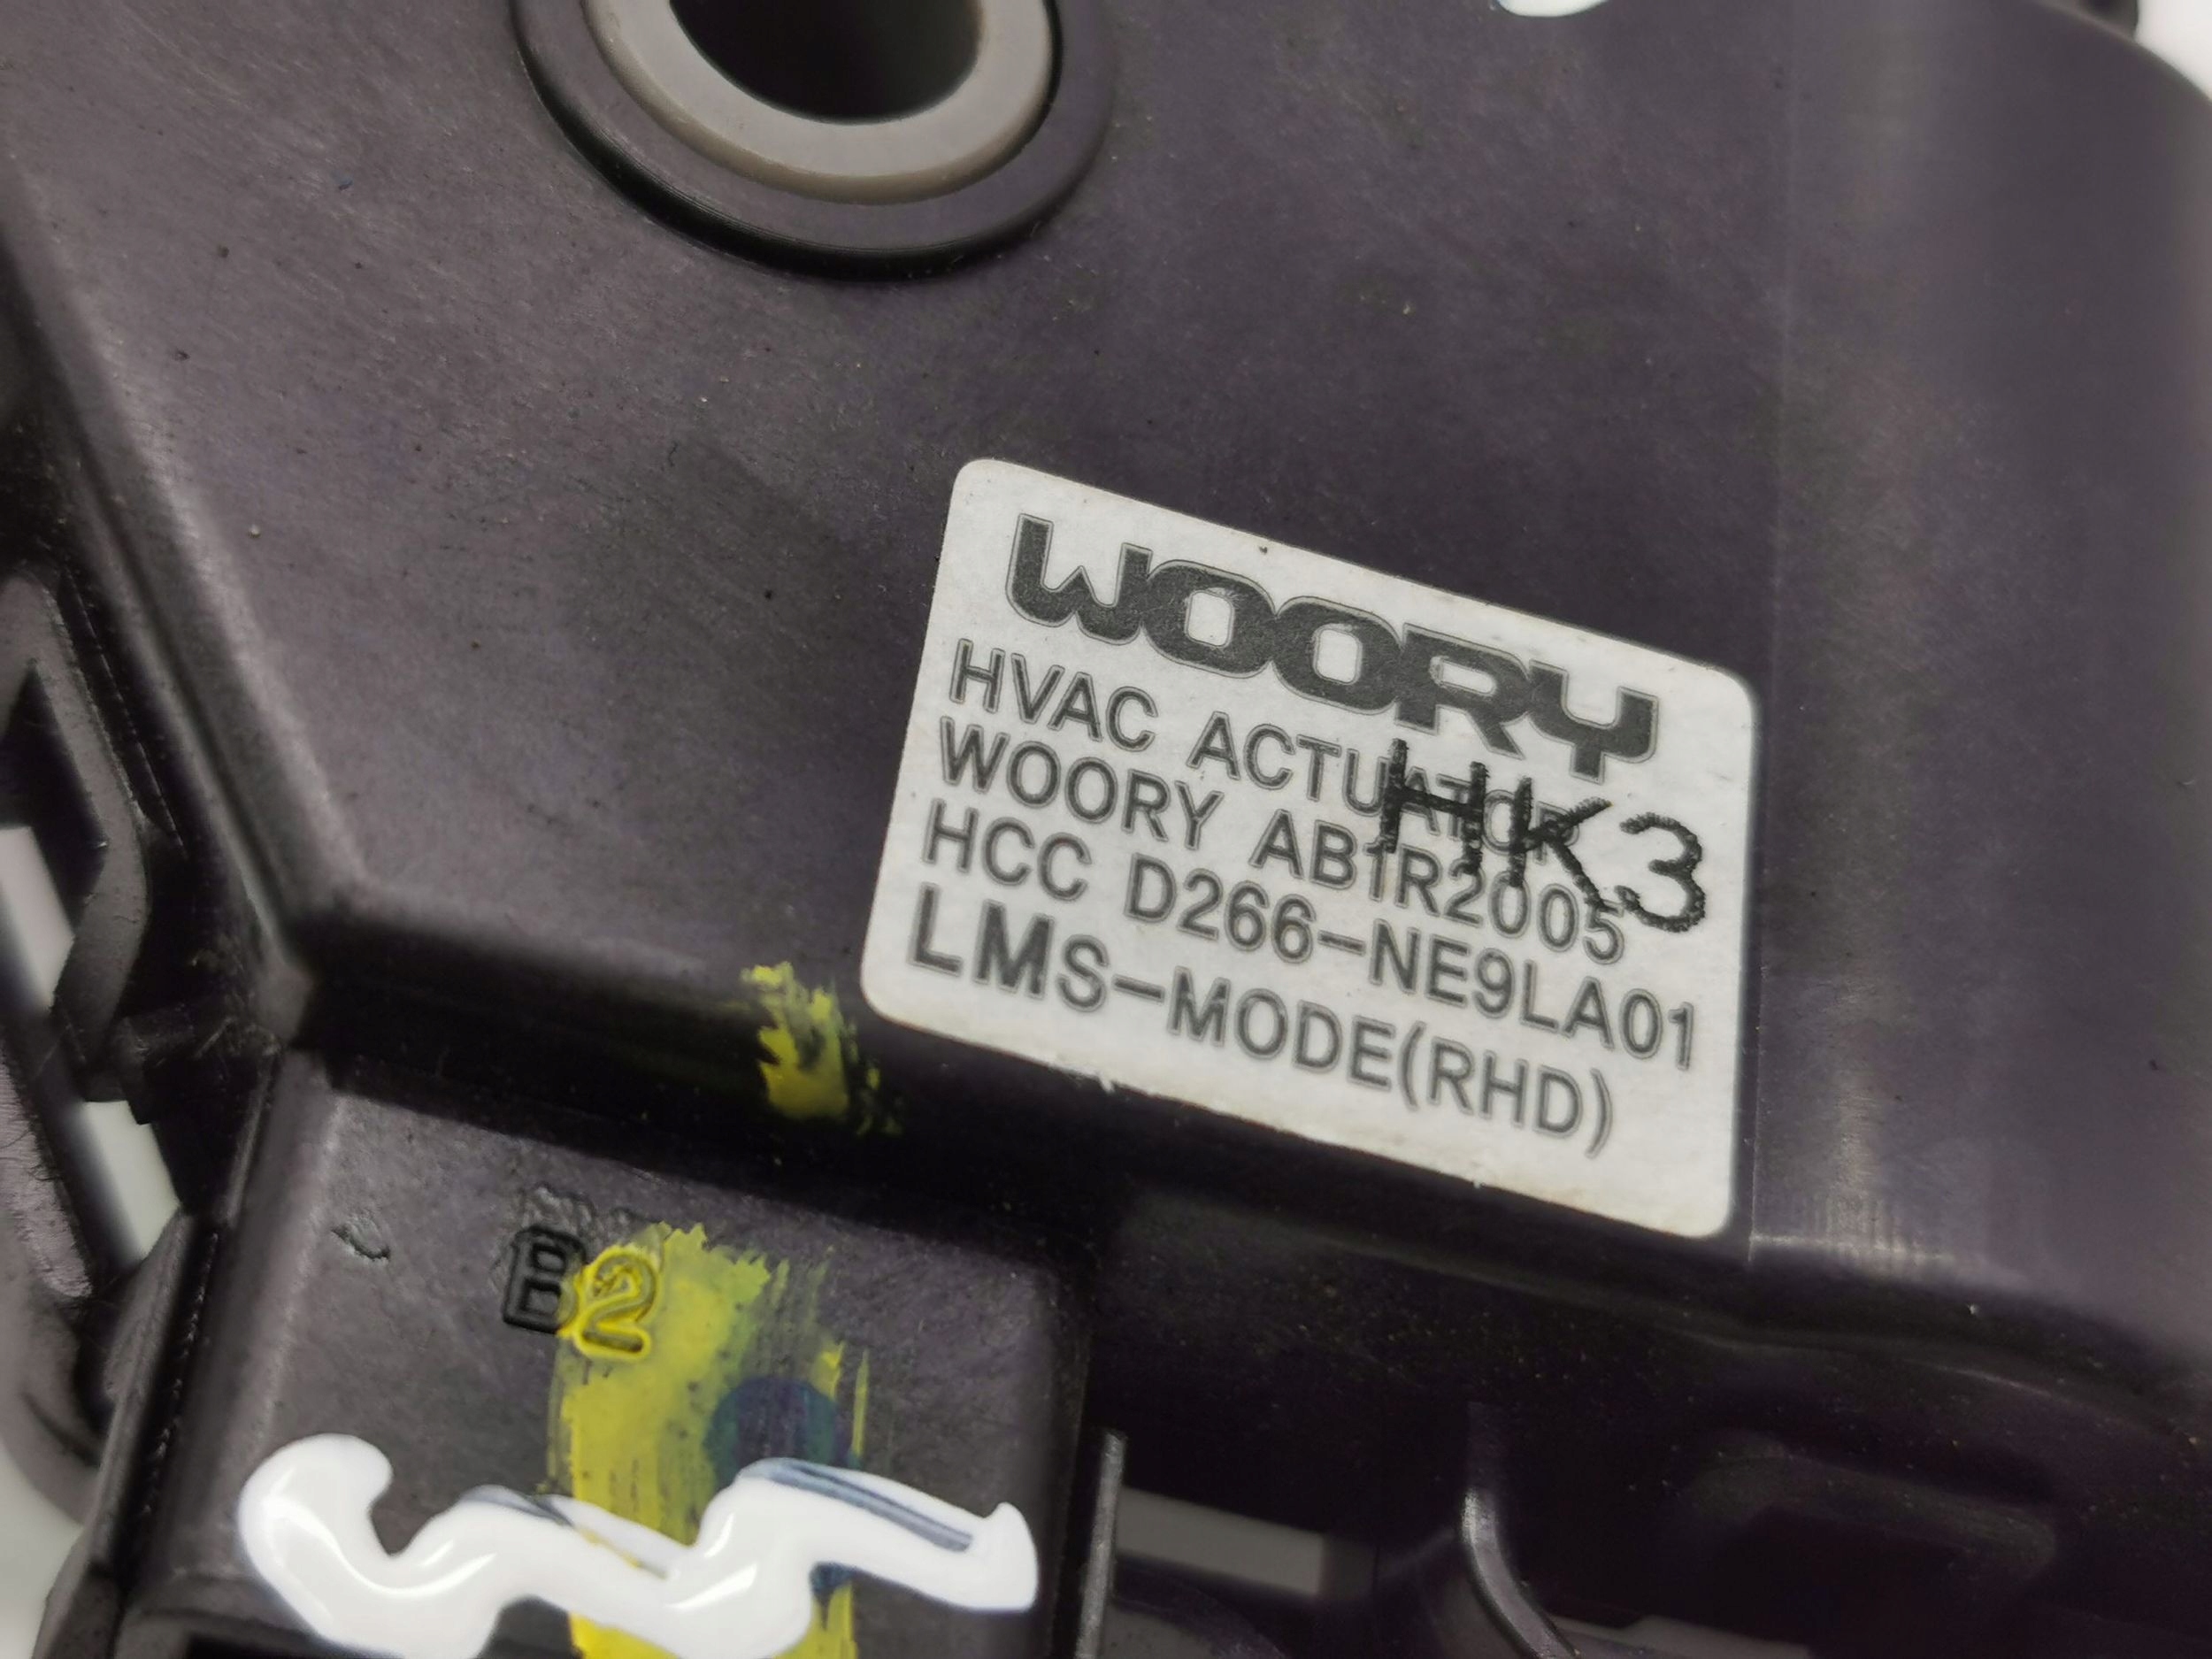 WOORY
HVAC ACTUATOR
HK3
WOORY AB1R2005
HCC D266-NE9LA01
LMS-MODE(RHD)
B2